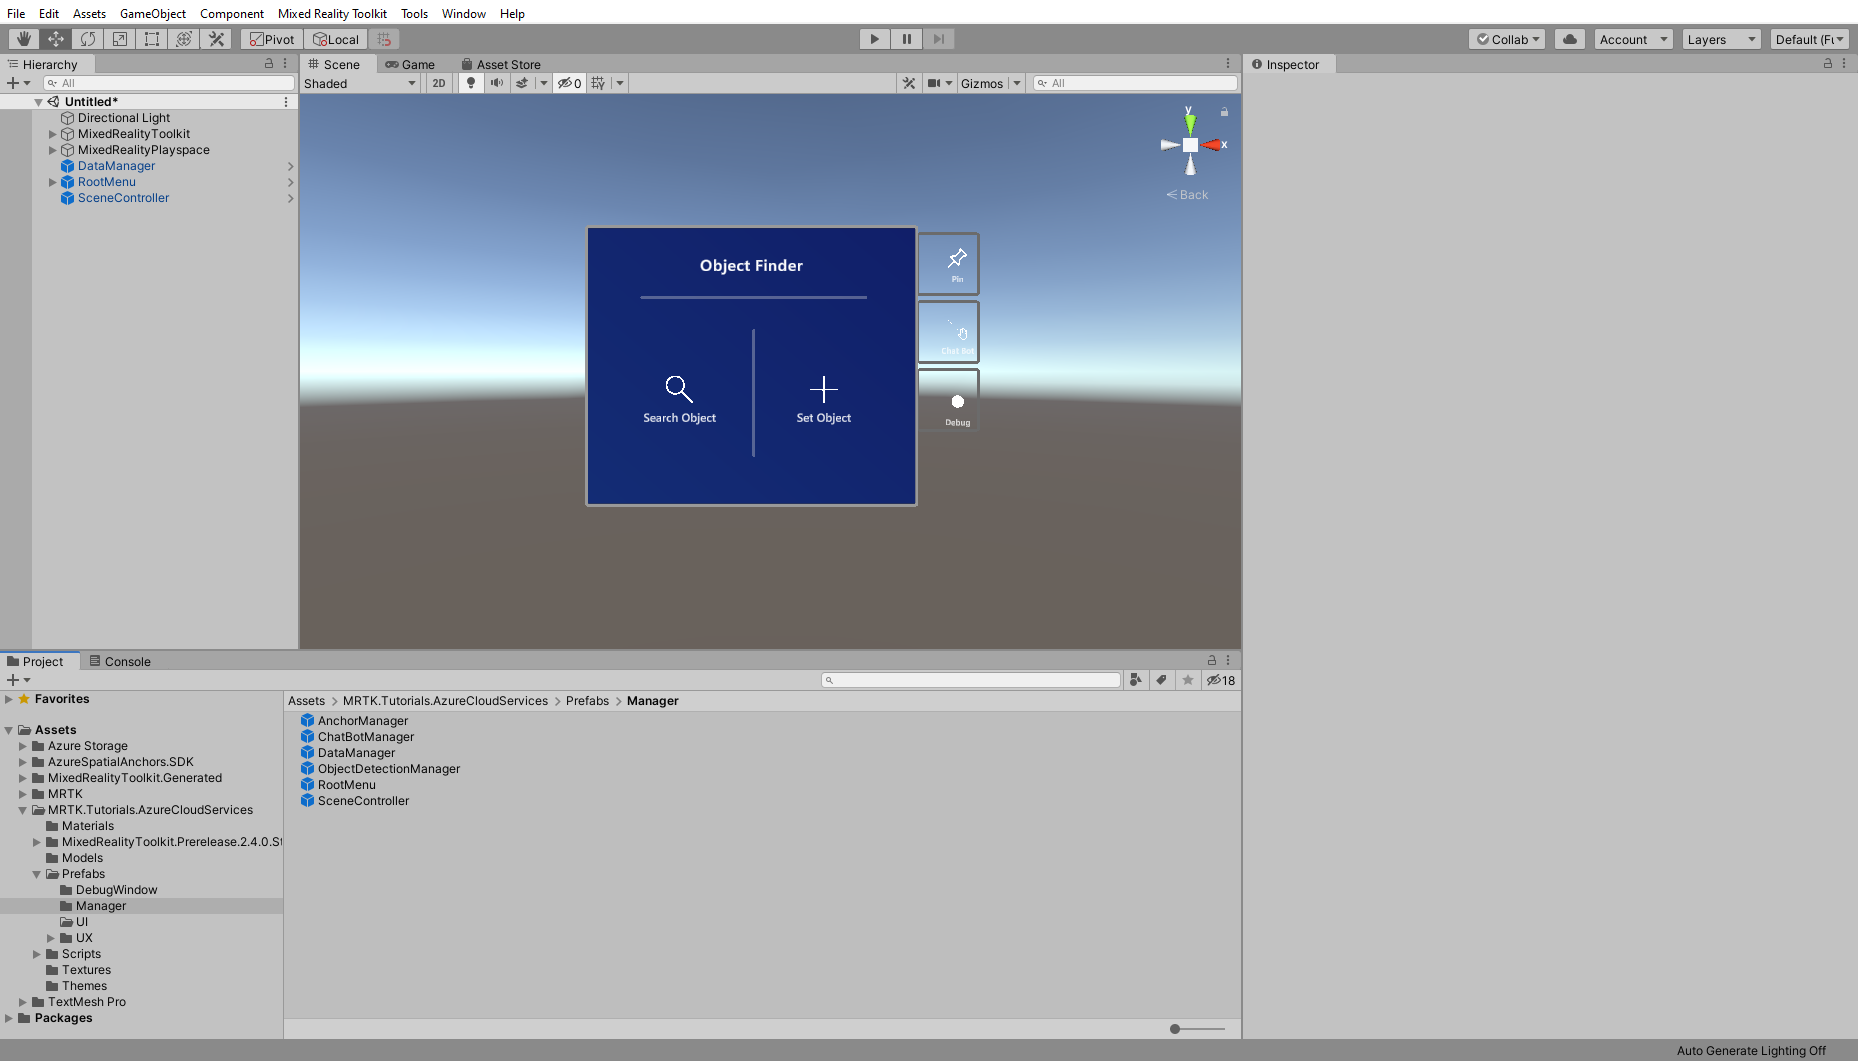 File Edit Assets GameObject Component Mixed Reality Toolkit Tools Window Help
Pivot Local Collab Account Layers Default (Fu
Hierarchy
All
Untitled*
Directional Light
MixedRealityToolkit
MixedRealityPlayspace
DataManager
RootMenu
SceneController
Scene Game Asset Store
Shaded 2D 0 Gizmos All
y
x
Back
Object Finder
Search Object
Set Object
Pin
Chat Bot
Debug
Inspector
Project Console
18
Favorites
Assets
Azure Storage
AzureSpatialAnchors.SDK
MixedRealityToolkit.Generated
MRTK
MRTK.Tutorials.AzureCloudServices
Materials
MixedRealityToolkit.Prerelease.2.4.0.St
Models
Prefabs
DebugWindow
Manager
UI
UX
Scripts
Textures
Themes
TextMesh Pro
Packages
Assets > MRTK.Tutorials.AzureCloudServices > Prefabs > Manager
AnchorManager
ChatBotManager
DataManager
ObjectDetectionManager
RootMenu
SceneController
Auto Generate Lighting Off